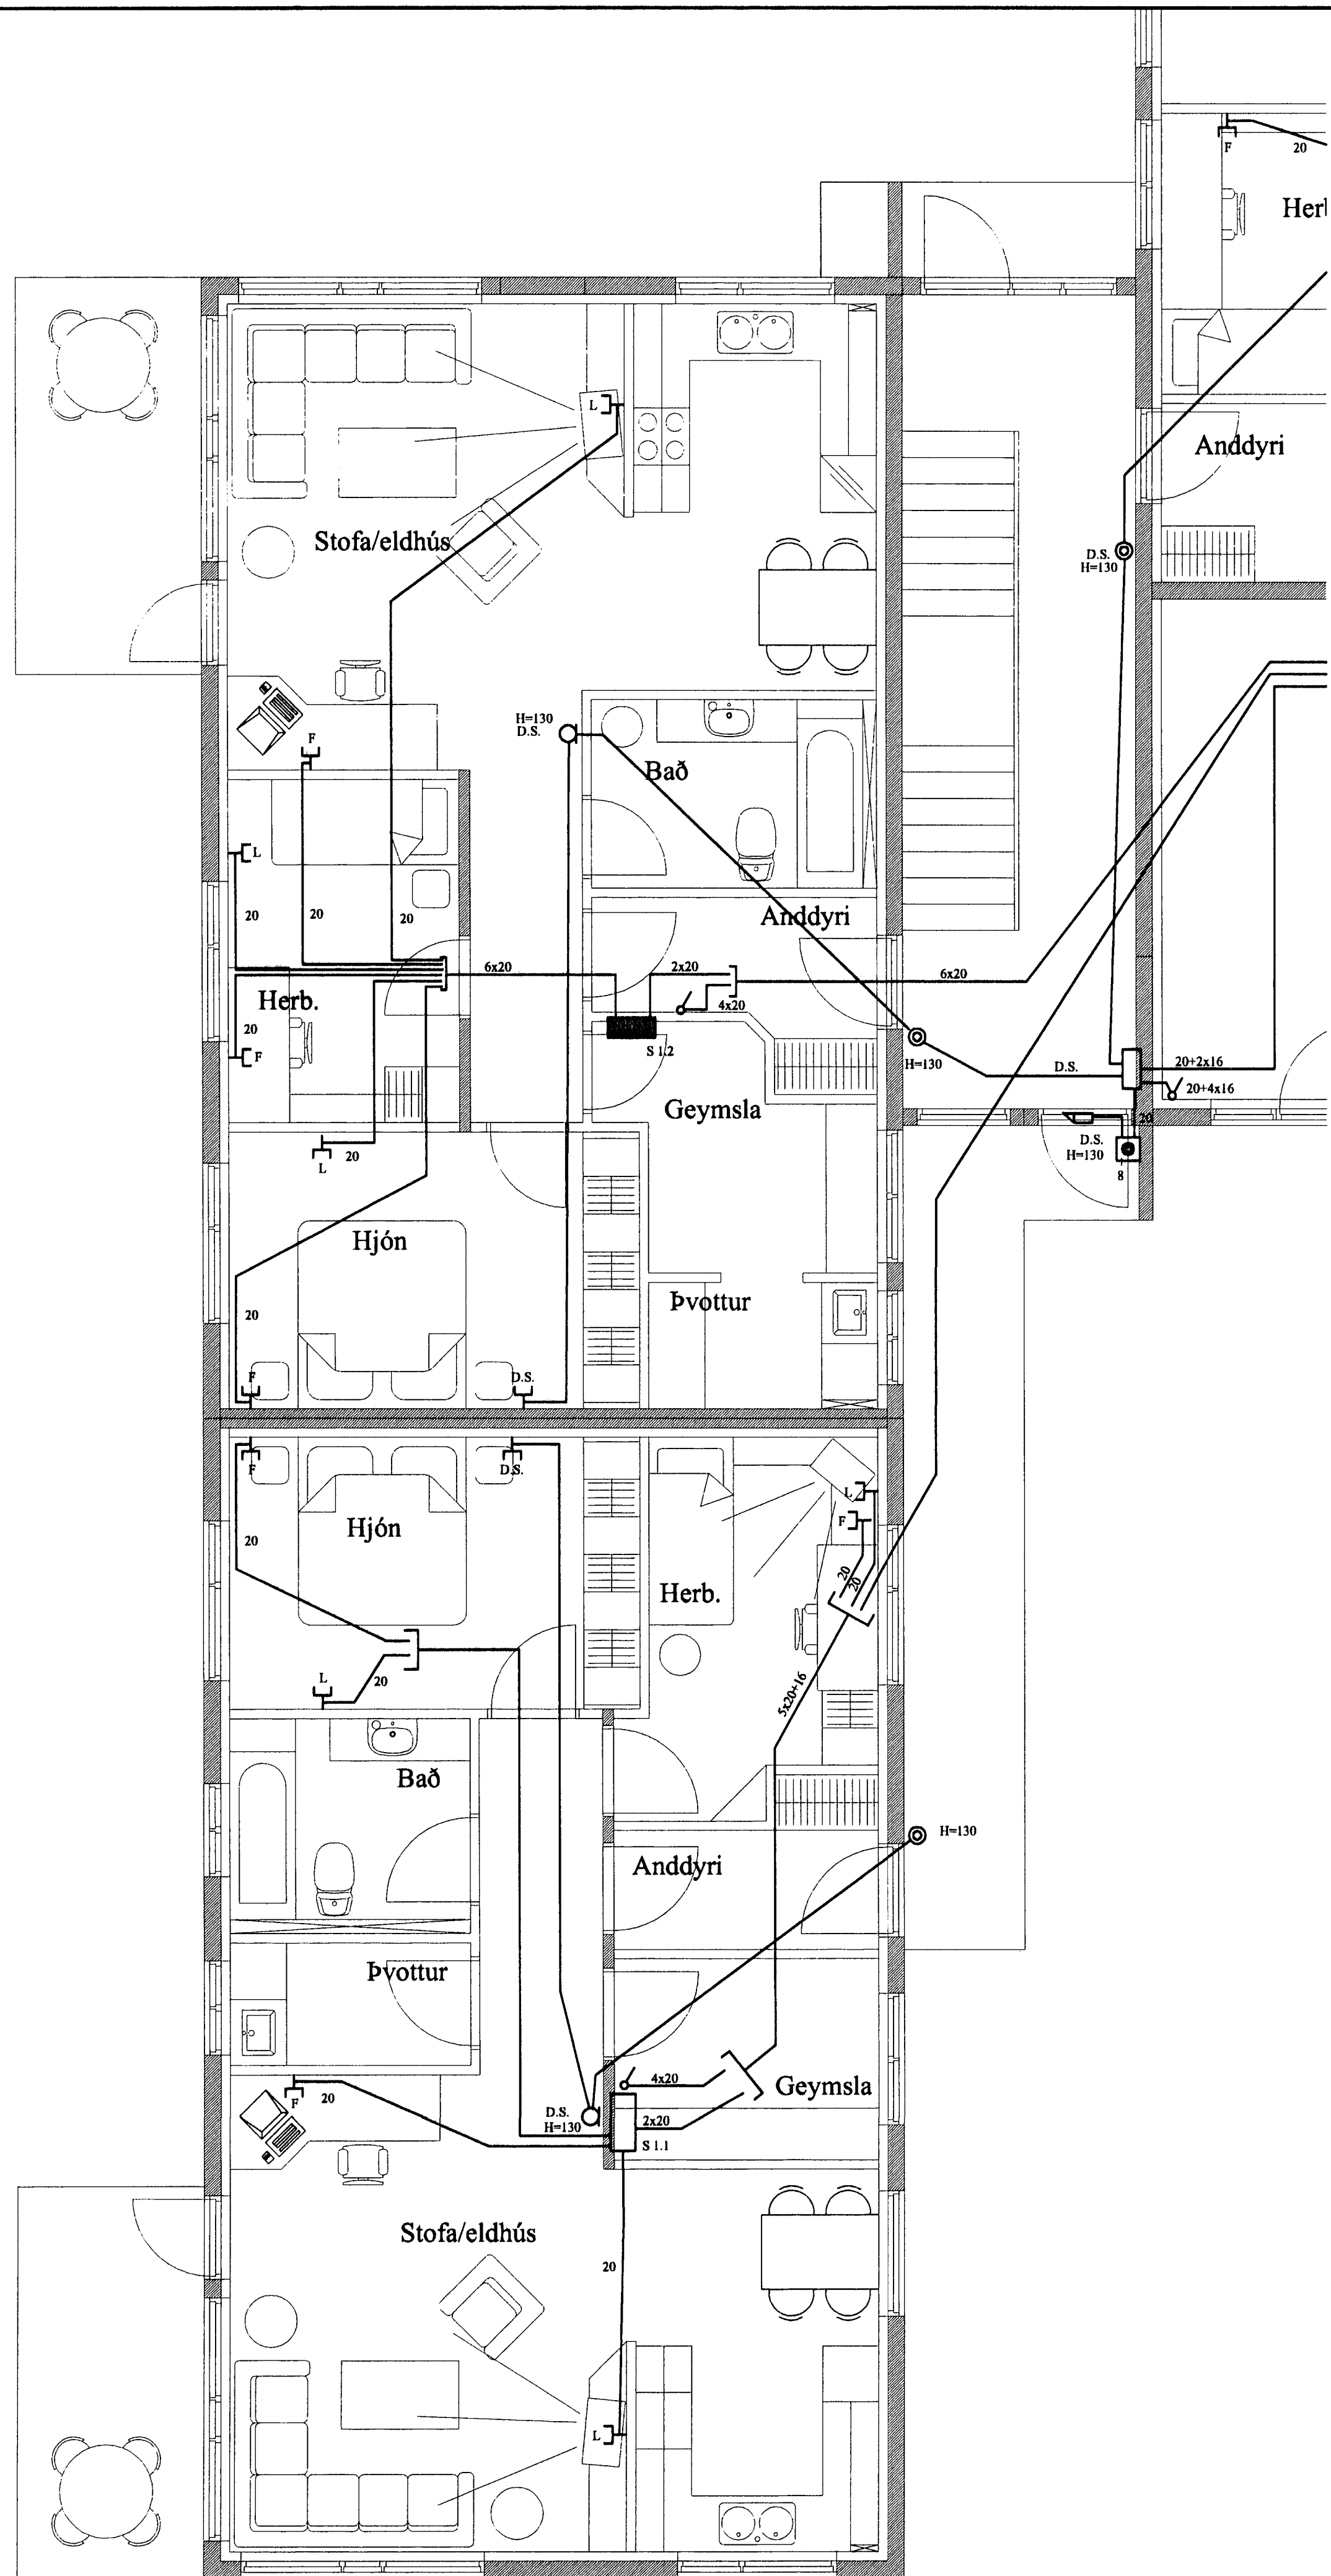 F
20
Herb
L
Anddyri
Stofa/eldhús
D.S.
H=130
H=130
D.S.
F
Bað
L
20
20
20
Anddyri
6x20
2x20
6x20
4x20
Herb.
20
F
S 1.2
H=130
D.S.
20+2x16
20+4x16
Geymsla
20
D.S.
H=130
8
L
20
Hjón
Þvottur
20
F
D.S.
F
D.S.
L
F
Hjón
20
20
20
Herb.
L
20
5x20+16
Bað
H=130
Anddyri
Þvottur
4x20
Geymsla
F
20
D.S.
H=130
2x20
S 1.1
Stofa/eldhús
20
L